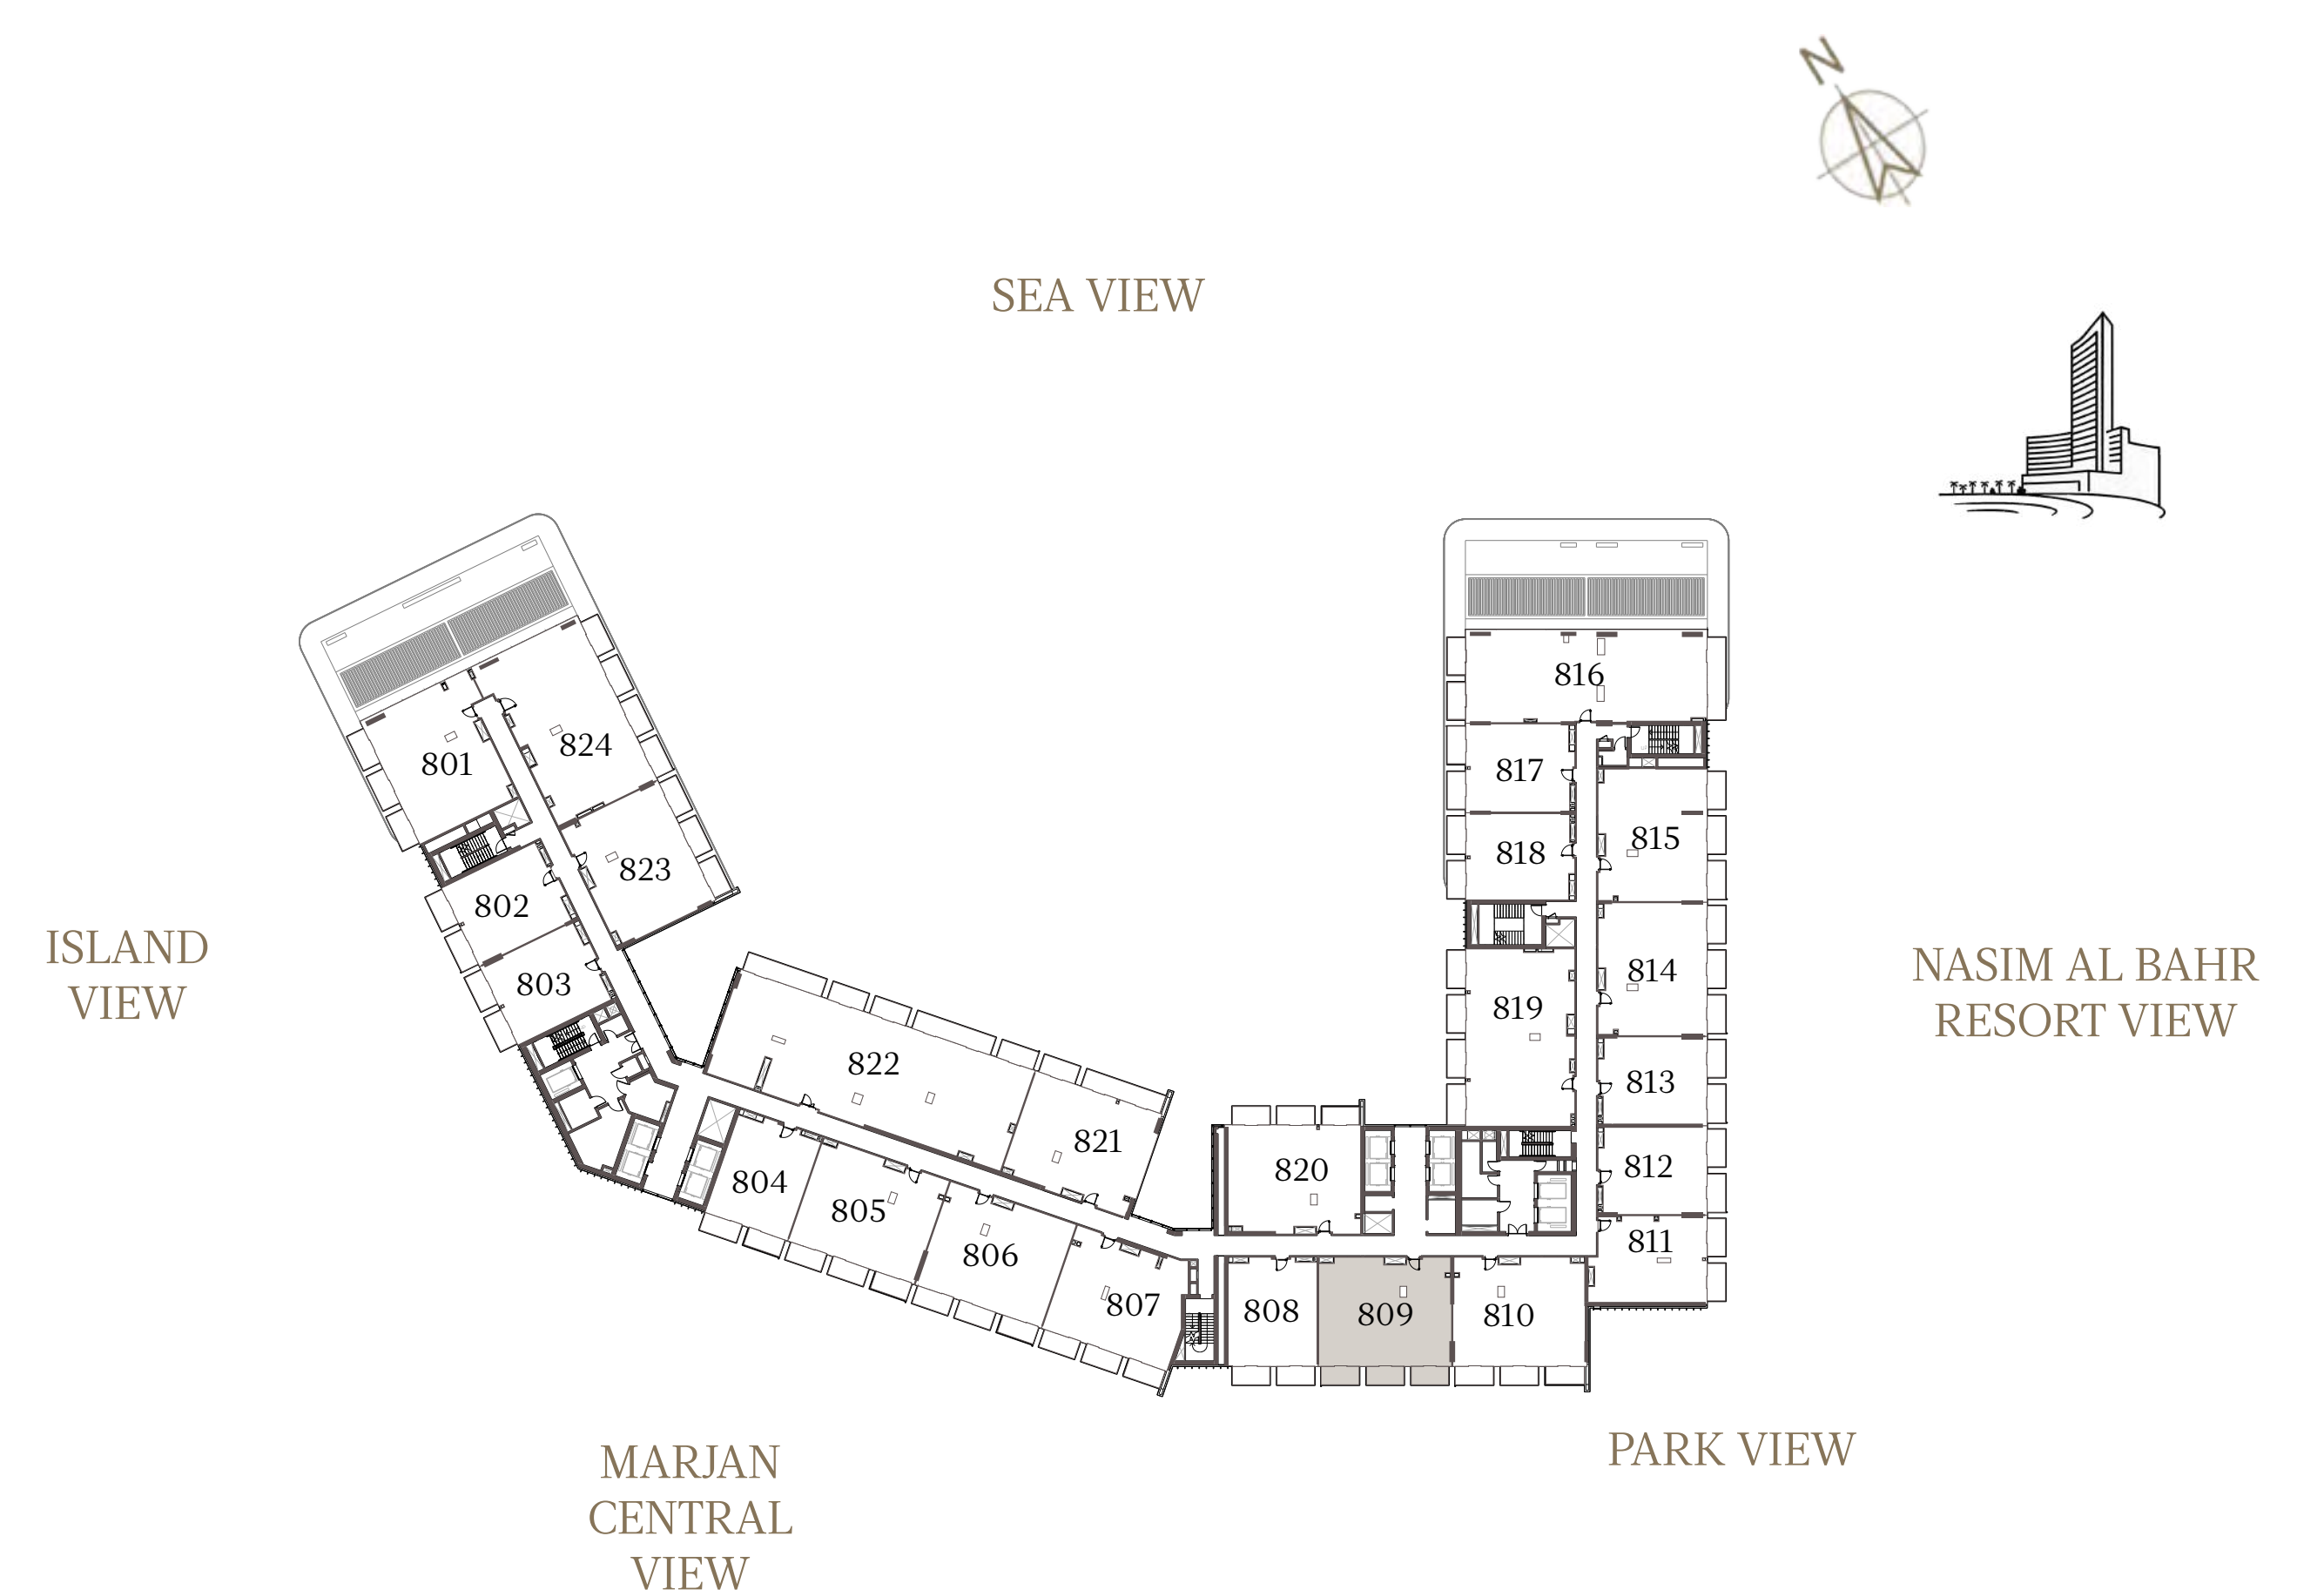 N
SEA VIEW
816
824
801
817
815
818
823
802
ISLAND
VIEW
803
814
NASIM AL BAHR
RESORT VIEW
819
822
813
821
812
820
804
805
811
806
807
808
809
810
MARJAN
CENTRAL
VIEW
PARK VIEW